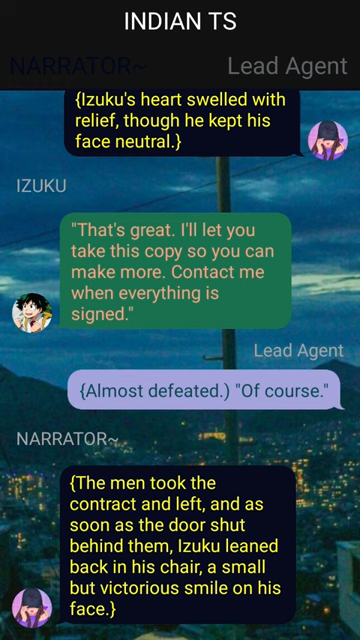 INDIAN TS
NARRATOR~
Lead Agent
{Izuku's heart swelled with
relief, though he kept his
face neutral.}
IZUKU
"That's great. I'll let you
take this copy so you can
make more. Contact me
when everything is
signed."
Lead Agent
{Almost defeated.) "Of course."
NARRATOR~
{The men took the
contract and left, and as
soon as the door shut
behind them, Izuku leaned
back in his chair, a small
but victorious smile on his
face.}